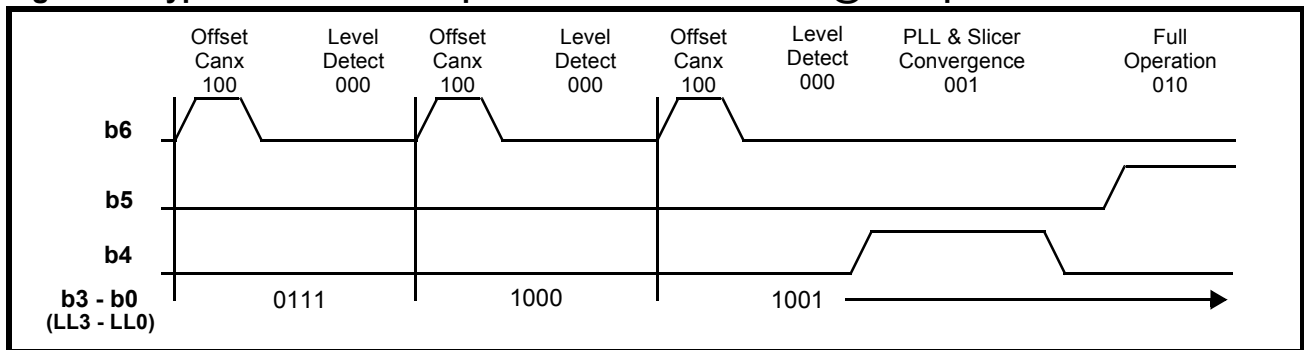 Offset Canx 100
Level Detect 000
Offset Canx 100
Level Detect 000
Offset Canx 100
Level Detect 000
PLL & Slicer Convergence 001
Full Operation 010
b6
b5
b4
b3 - b0
(LL3 - LL0)
0111
1000
1001